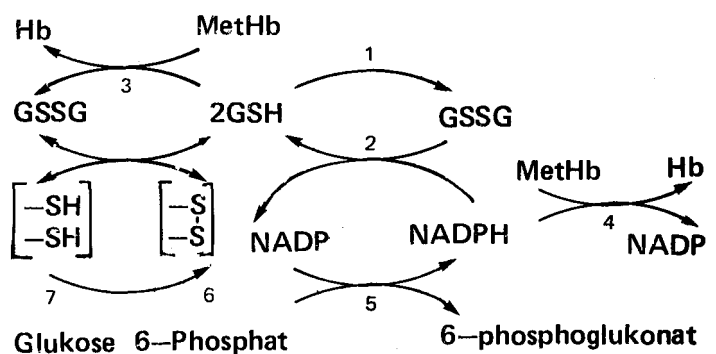 Hb MetHb
3 1
GSSG 2GSH GSSG
2
MetHb Hb
[–SH –SH] [–S –S]
4
NADP NADPH NADP
7 6 5
Glukose 6–Phosphat 6–phosphoglukonat